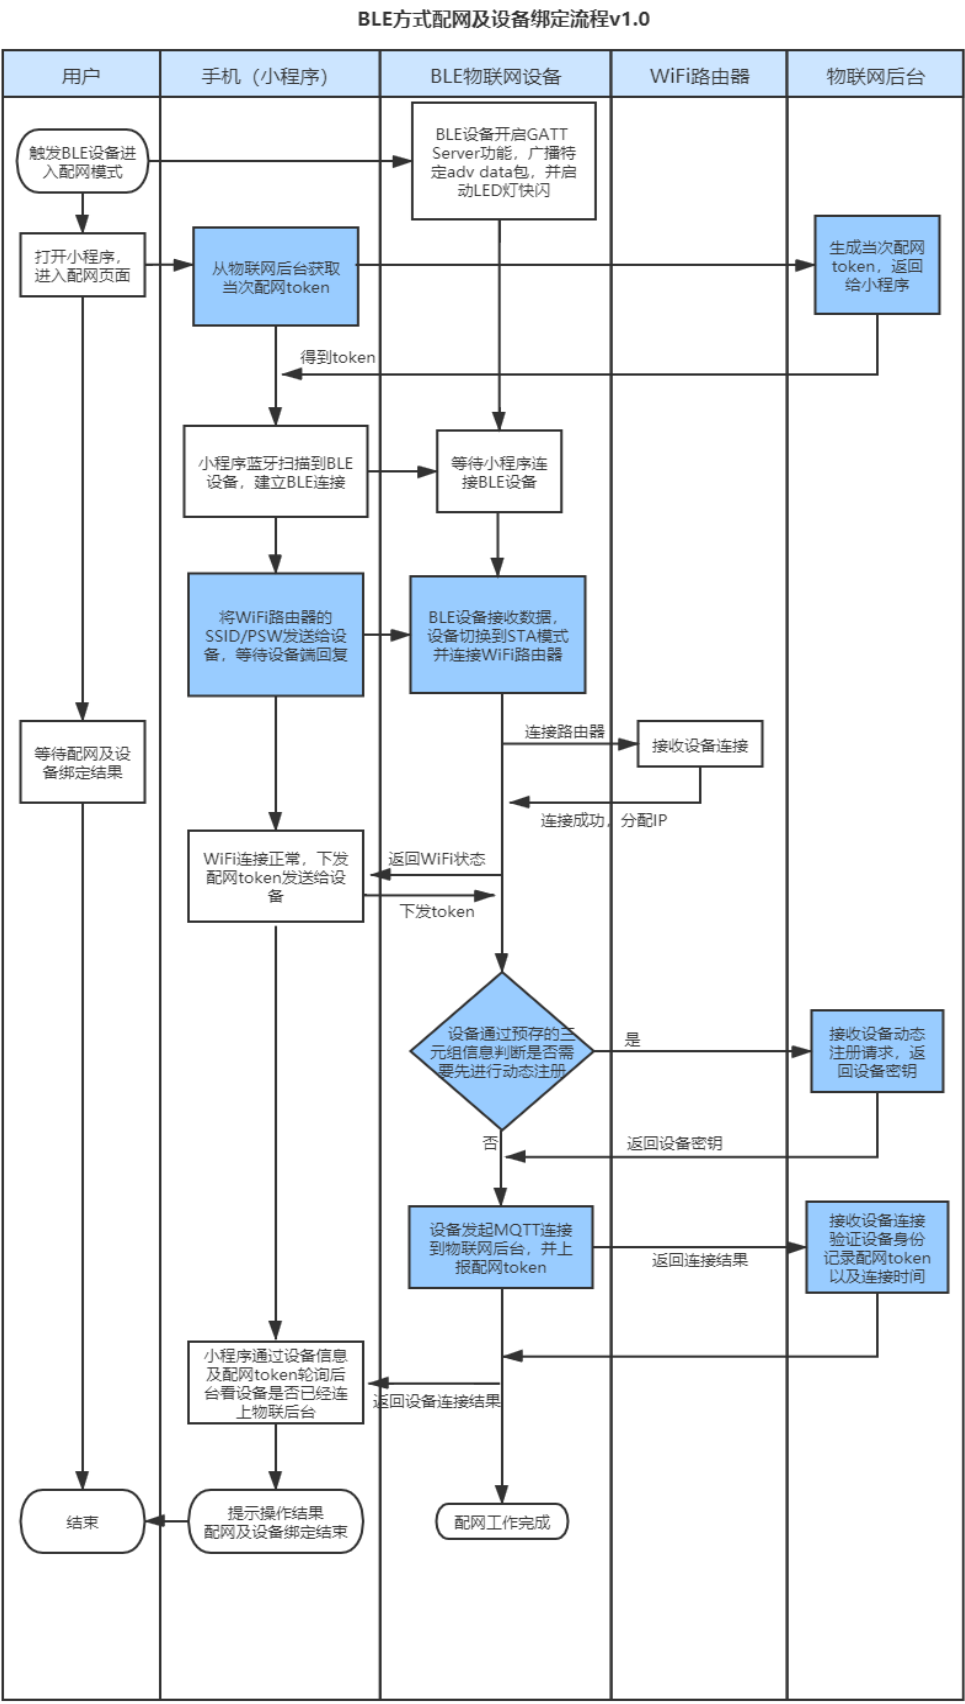 BLE方式配网及设备绑定流程v1.0
用户
手机（小程序）
BLE物联网设备
WiFi路由器
物联网后台
触发BLE设备进
入配网模式
BLE设备开启GATT
Server功能，广播特
定adv data包，并启
动LED灯快闪
打开小程序，
进入配网页面
从物联网后台获取
当次配网token
生成当次配网
token，返回
给小程序
得到token
小程序蓝牙扫描到BLE
设备，建立BLE连接
等待小程序连
接BLE设备
将WiFi路由器的
SSID/PSW发送给设
备，等待设备端回复
BLE设备接收数据，
设备切换到STA模式
并连接WiFi路由器
连接路由器
接收设备连接
等待配网及设
备绑定结果
连接成功，分配IP
WiFi连接正常，下发
配网token发送给设
备
返回WiFi状态
下发token
设备通过预存的三
元组信息判断是否需
要先进行动态注册
是
接收设备动态
注册请求，返
回设备密钥
否
返回设备密钥
设备发起MQTT连接
到物联网后台，并上
报配网token
返回连接结果
接收设备连接
验证设备身份
记录配网token
以及连接时间
小程序通过设备信息
及配网token轮询后
台看设备是否已经连
上物联后台
返回设备连接结果
结束
提示操作结果
配网及设备绑定结束
配网工作完成